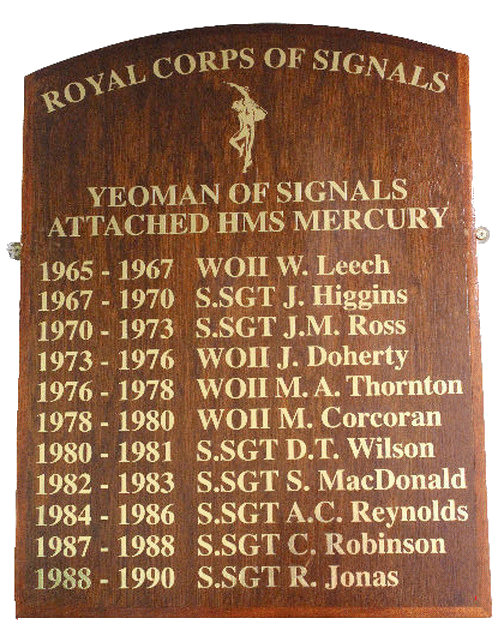 ROYAL CORPS OF SIGNALS
YEOMAN OF SIGNALS
ATTACHED HMS MERCURY
1965 - 1967 WOII W. Leech
1967 - 1970 S.SGT J. Higgins
1970 - 1973 S.SGT J.M. Ross
1973 - 1976 WOII J. Doherty
1976 - 1978 WOII M. A. Thornton
1978 - 1980 WOII M. Corcoran
1980 - 1981 S.SGT D.T. Wilson
1982 - 1983 S.SGT S. MacDonald
1984 - 1986 S.SGT A.C. Reynolds
1987 - 1988 S.SGT C. Robinson
1988 - 1990 S.SGT R. Jonas